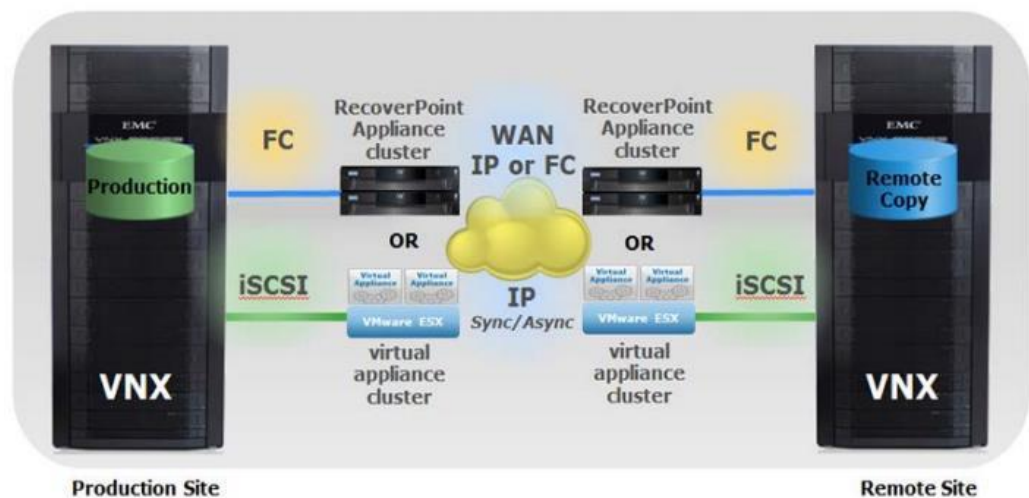 EMC
Production
VNX
Production Site
FC
iSCSI
RecoverPoint
Appliance
cluster
OR
Virtual
Appliance
Virtual
Appliance
VMware ESX
virtual
appliance
cluster
WAN
IP or FC
IP
Sync/Async
RecoverPoint
Appliance
cluster
OR
Virtual
Appliance
Virtual
Appliance
VMware ESX
virtual
appliance
cluster
FC
iSCSI
EMC
Remote
Copy
VNX
Remote Site